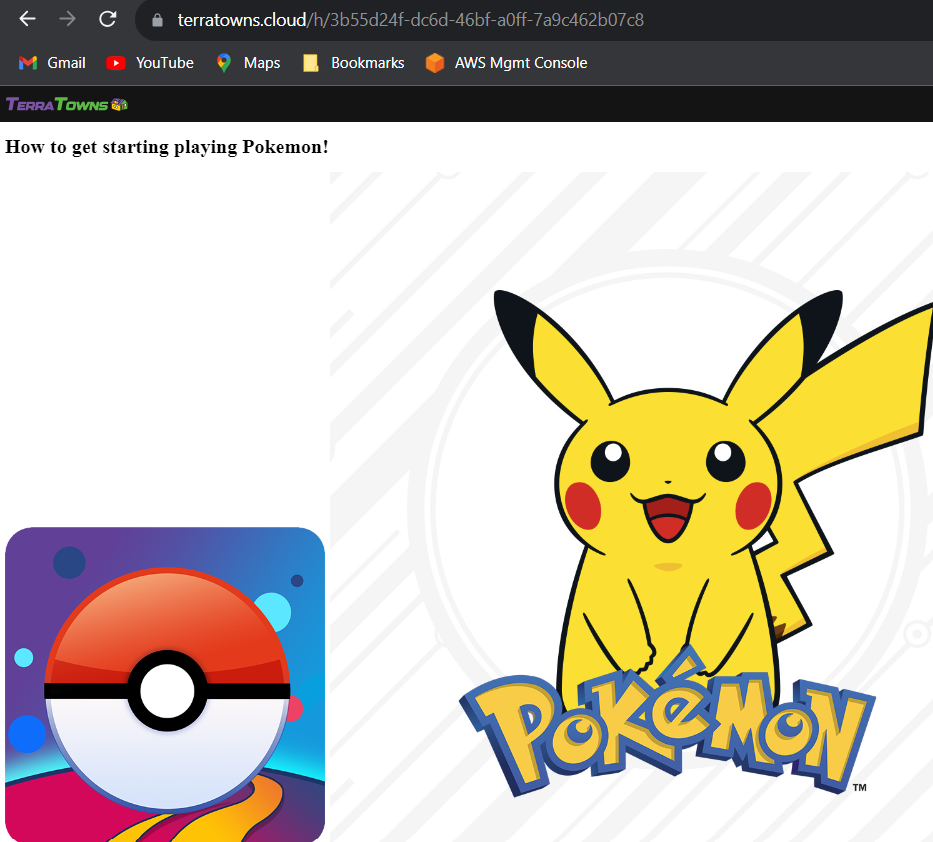 terratowns.cloud/h/3b55d24f-dc6d-46bf-a0ff-7a9c462b07c8
Gmail YouTube Maps Bookmarks AWS Mgmt Console
TERRATOWNS
How to get starting playing Pokemon!
POKéMON
TM